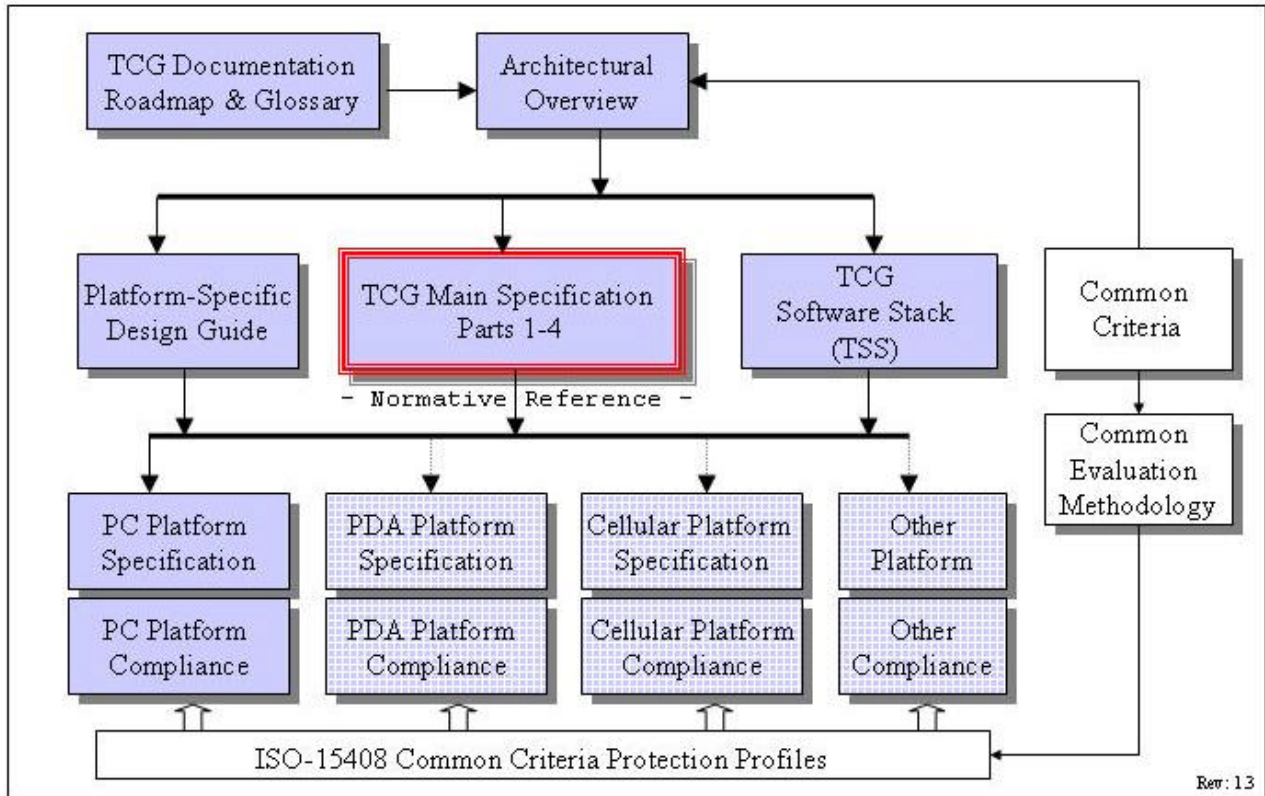 TCG Documentation
Roadmap & Glossary
Architectural
Overview
Platform-Specific
Design Guide
TCG Main Specification
Parts 1-4
TCG
Software Stack
(TSS)
Common
Criteria
- Normative Reference -
Common
Evaluation
Methodology
PC Platform
Specification
PDA Platform
Specification
Cellular Platform
Specification
Other
Platform
PC Platform
Compliance
PDA Platform
Compliance
Cellular Platform
Compliance
Other
Compliance
ISO-15408 Common Criteria Protection Profiles
Rev: 1.3